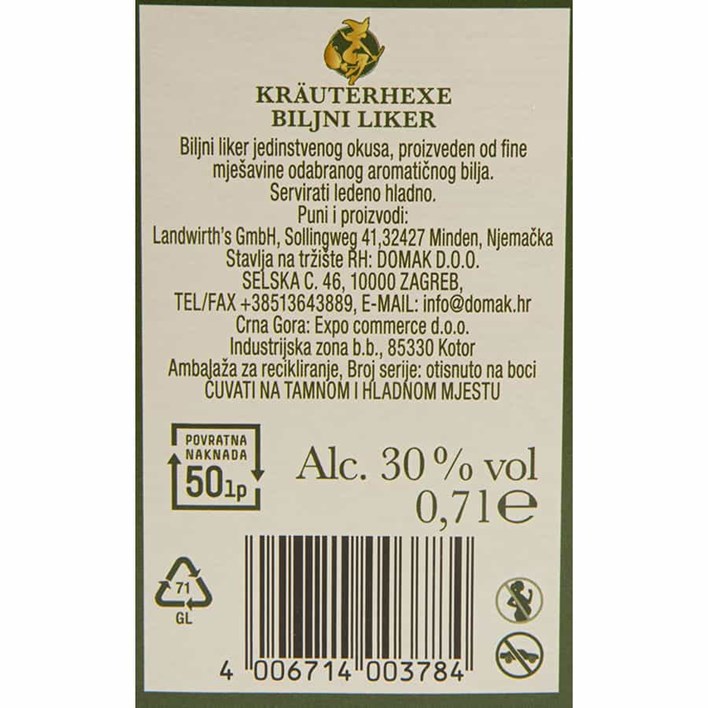 KRÄUTERHEXE
BILJNI LIKER
Biljni liker jedinstvenog okusa, proizveden od fine
mješavine odabranog aromatičnog bilja.
Servirati ledeno hladno.
Puni i proizvodi:
Landwirth's GmbH, Sollingweg 41,32427 Minden, Njemačka
Stavlja na tržište RH: DOMAK D.O.O.
SELSKA C. 46, 10000 ZAGREB,
TEL/FAX +38513643889, E-MAIL: info@domak.hr
Crna Gora: Expo commerce d.o.o.
Industrijska zona b.b., 85330 Kotor
Ambalaža za recikliranje, Broj serije: otisnuto na boci
ČUVATI NA TAMNOM I HLADNOM MJESTU
POVRATNA
NAKNADA
50lp
Alc. 30 % vol
0,7 l e
71
GL
4 006714 003784